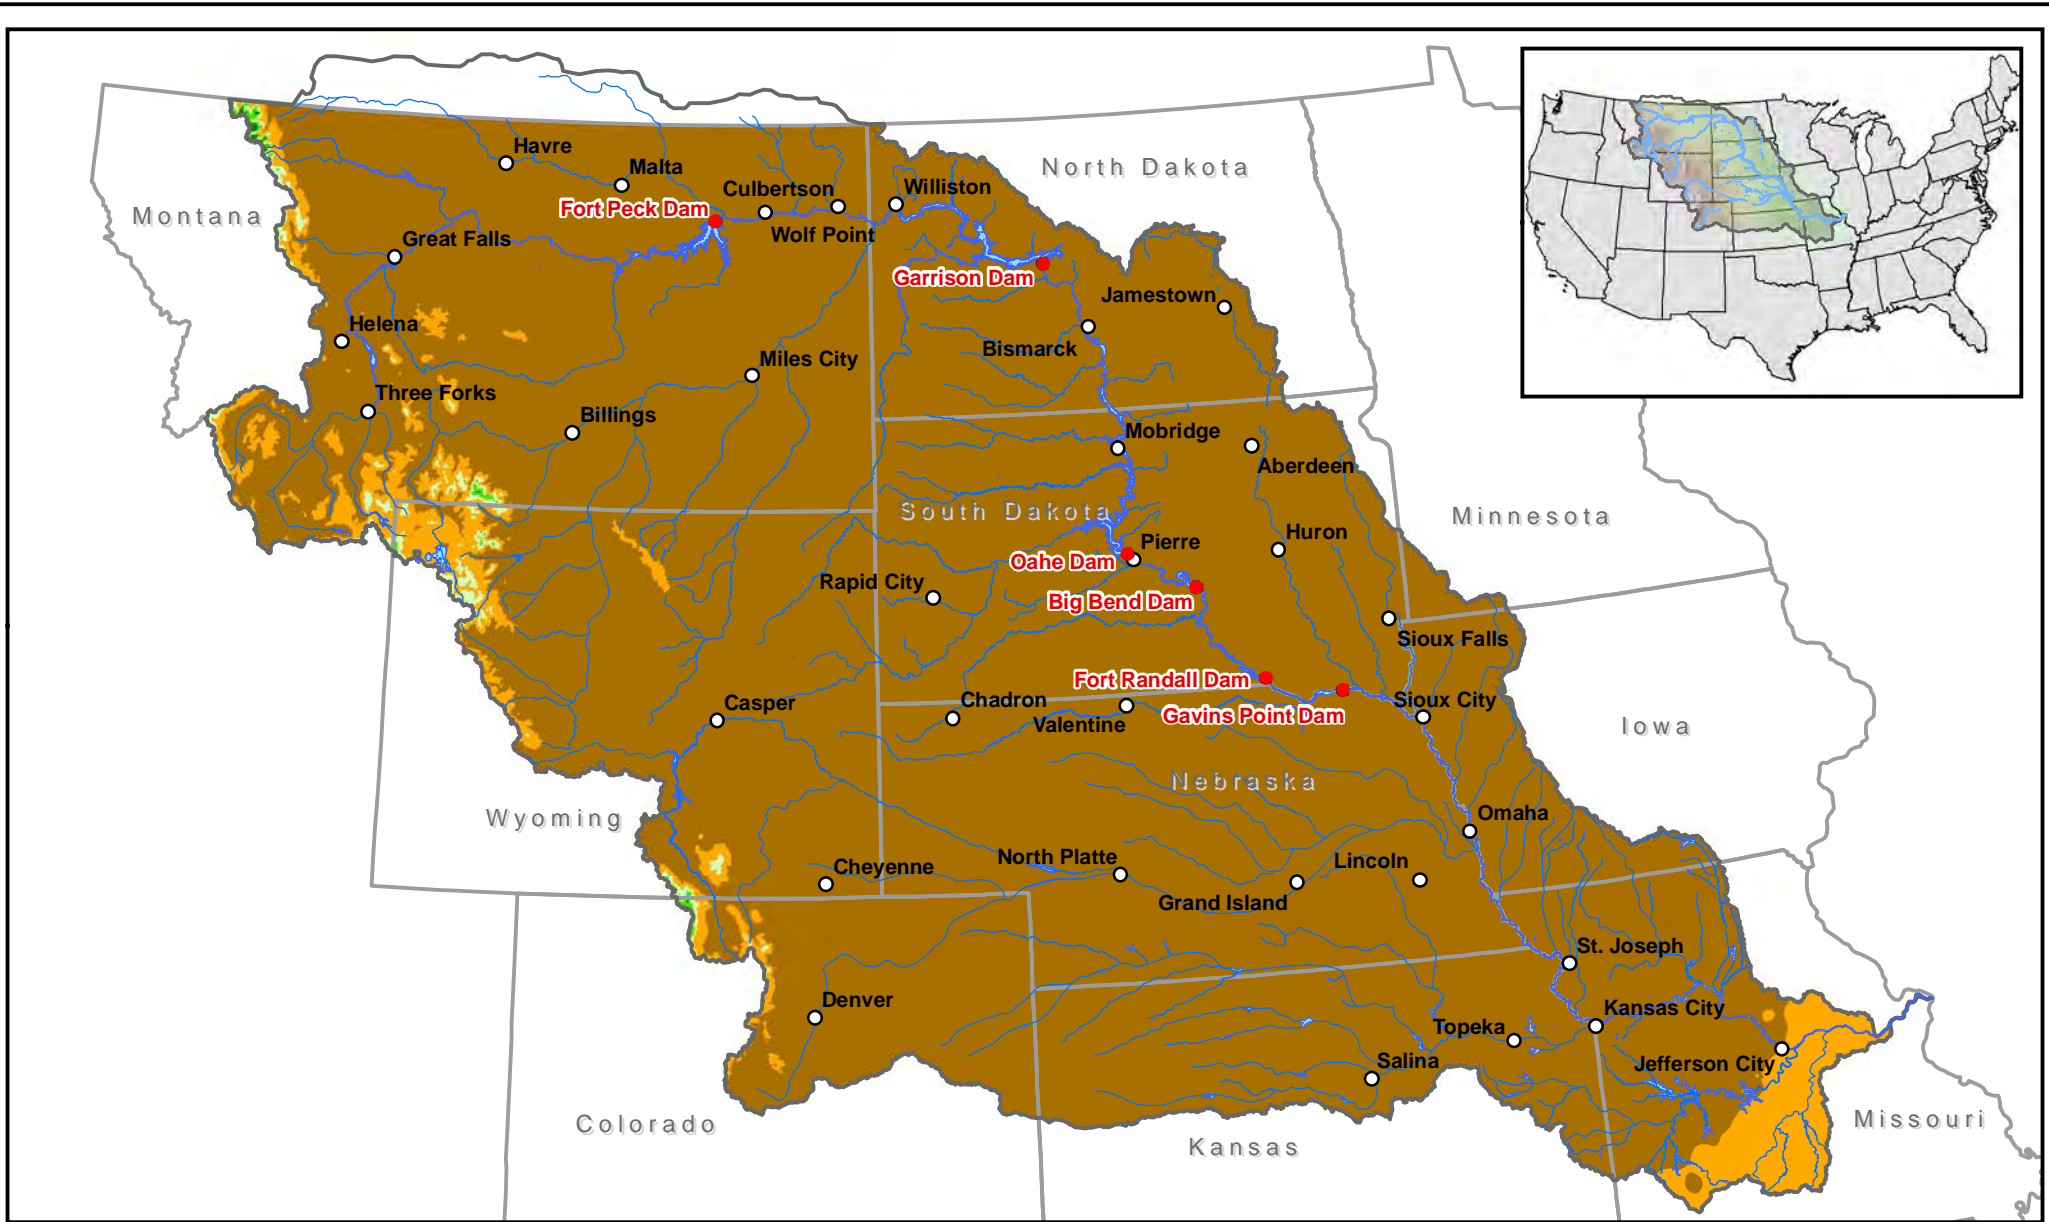 Havre
Malta
North Dakota
Culbertson
Williston
Fort Peck Dam
Montana
Wolf Point
Great Falls
Garrison Dam
Jamestown
Helena
Bismarck
Miles City
Three Forks
Billings
Mobridge
Aberdeen
South Dakota
Minnesota
Huron
Pierre
Oahe Dam
Rapid City
Big Bend Dam
Sioux Falls
Fort Randall Dam
Chadron
Casper
Sioux City
Valentine
Gavins Point Dam
Iowa
Nebraska
Wyoming
Omaha
North Platte
Lincoln
Cheyenne
Grand Island
St. Joseph
Denver
Kansas City
Topeka
Salina
Jefferson City
Colorado
Missouri
Kansas